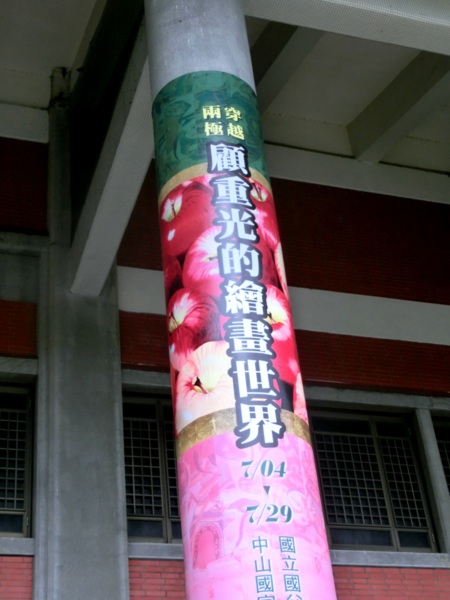 穿越
兩極
顧重光的繪畫世界
7/04
7/29
國立國
中山國